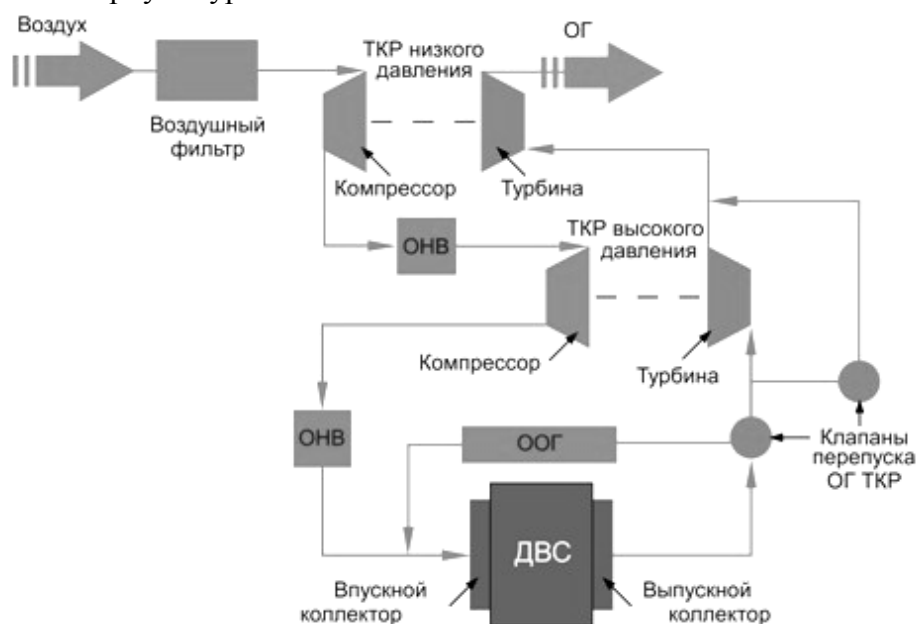 Воздух
ТКР низкого
давления
ОГ
Воздушный
фильтр
Компрессор
Турбина
ОНВ
ТКР высокого
давления
Компрессор
Турбина
ОНВ
ООГ
Клапаны
перепуска
ОГ ТКР
ДВС
Впускной
коллектор
Выпускной
коллектор